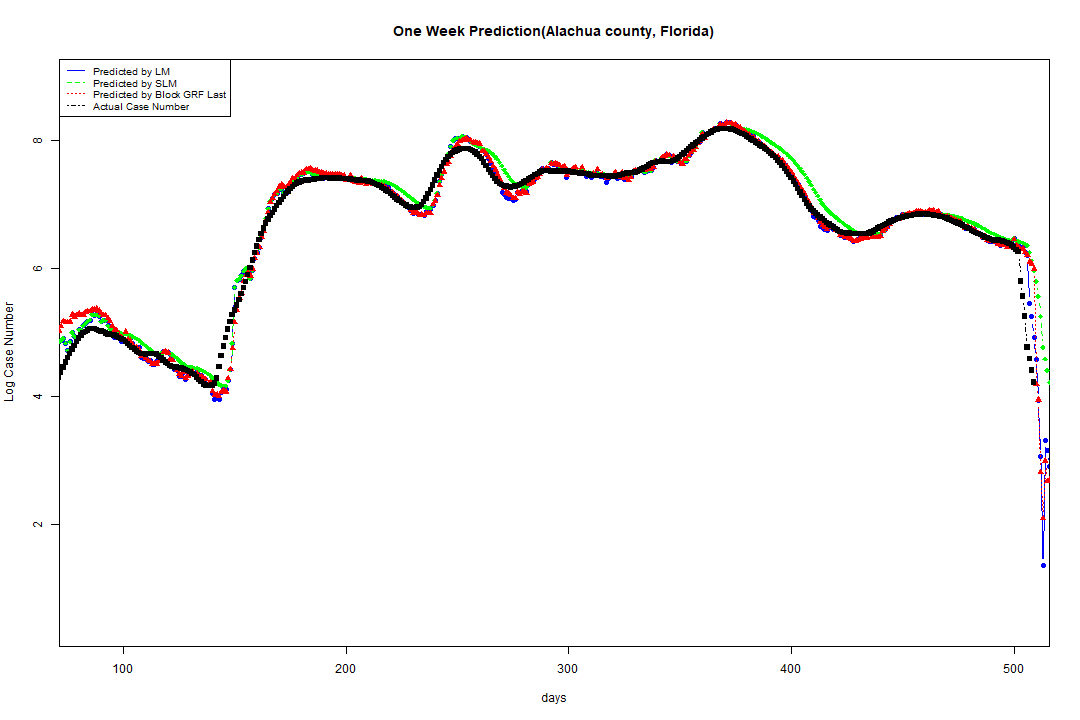 One Week Prediction(Alachua county, Florida)
Predicted by LM
Predicted by SLM
Predicted by Block GRF Last
Actual Case Number
8
6
4
2
Log Case Number
100 200 300 400 500
days